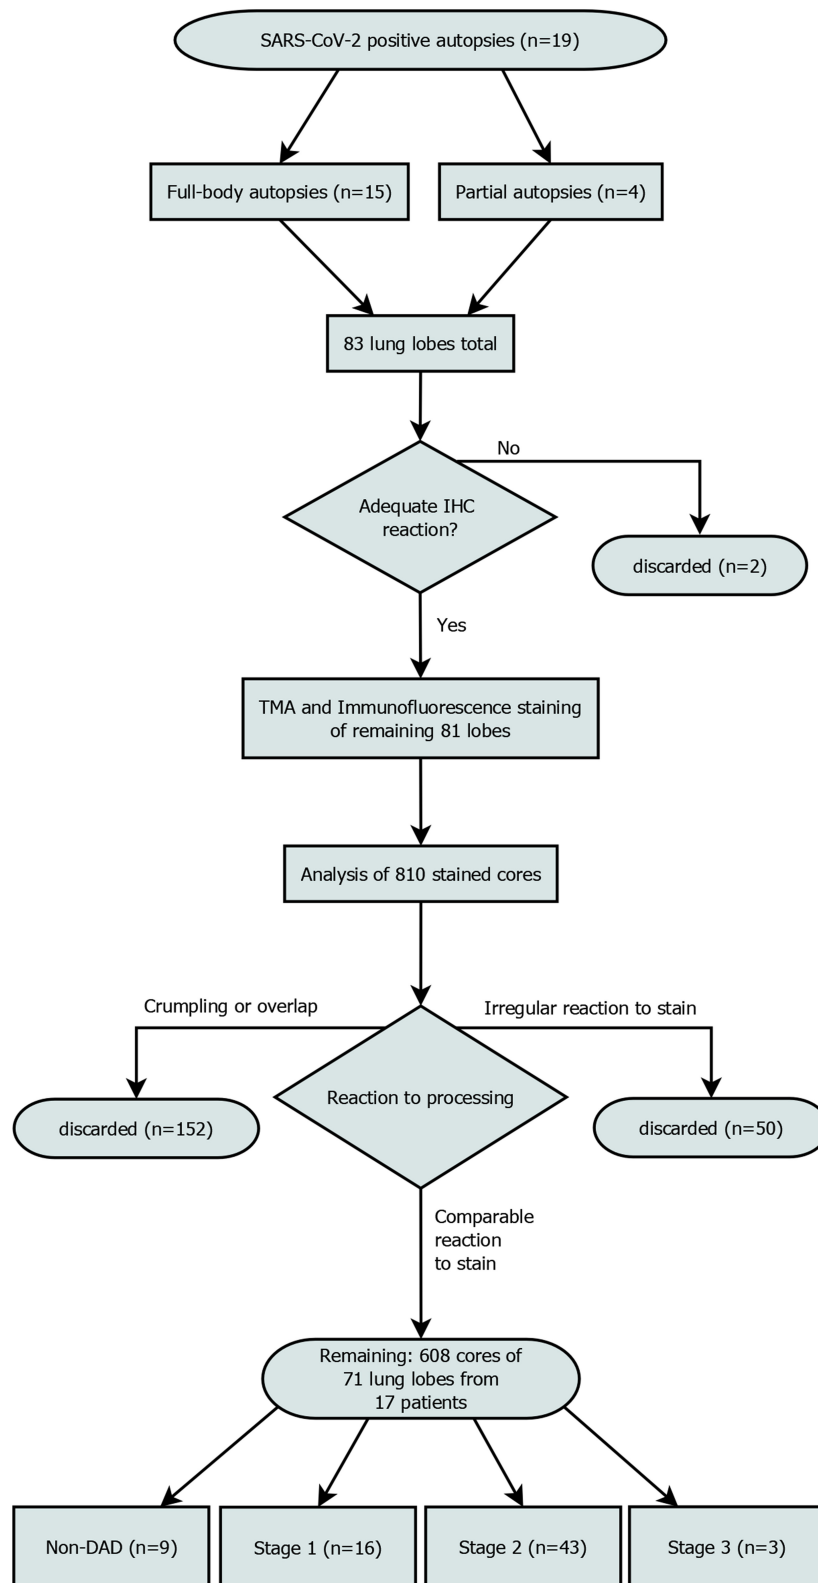 SARS-CoV-2 positive autopsies (n=19)
Full-body autopsies (n=15)
Partial autopsies (n=4)
83 lung lobes total
No
Adequate IHC
reaction?
discarded (n=2)
Yes
TMA and Immunofluorescence staining
of remaining 81 lobes
Analysis of 810 stained cores
Crumpling or overlap
Irregular reaction to stain
Reaction to processing
discarded (n=152)
discarded (n=50)
Comparable
reaction
to stain
Remaining: 608 cores of
71 lung lobes from
17 patients
Non-DAD (n=9)
Stage 1 (n=16)
Stage 2 (n=43)
Stage 3 (n=3)